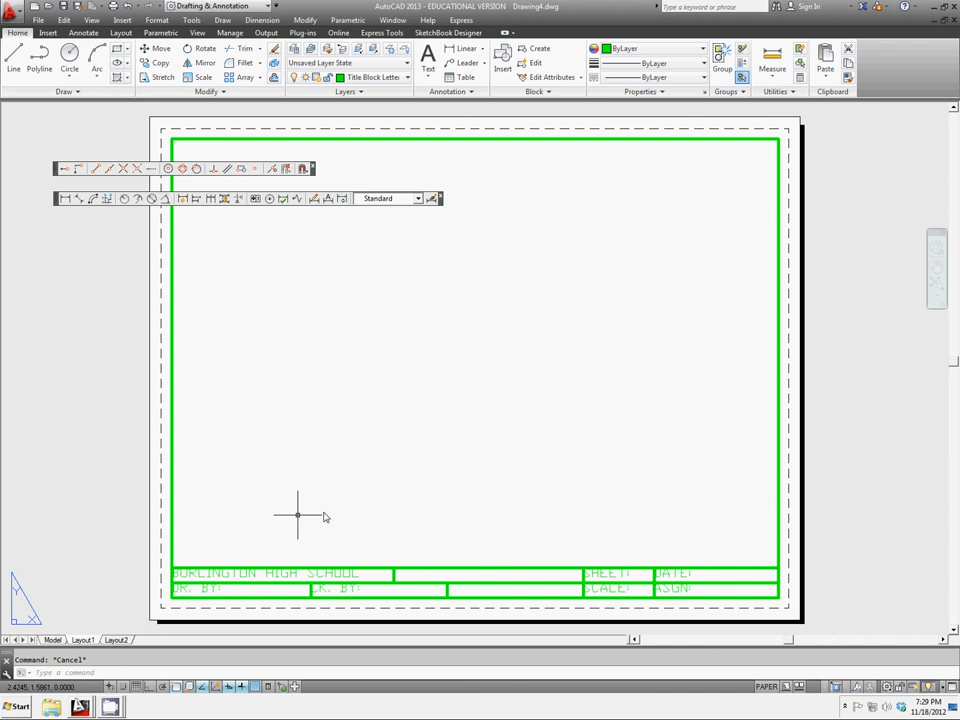 Drafting & Annotation
AutoCAD 2013 - EDUCATIONAL VERSION Drawing4.dwg
Type a keyword or phrase
Sign In
File Edit View Insert Format Tools Draw Dimension Modify Parametric Window Help Express
Home Insert Annotate Layout Parametric View Manage Output Plug-ins Online Express Tools SketchBook Designer
Line Polyline Circle Arc
Move Rotate Trim
Copy Mirror Fillet
Stretch Scale Array
Unsaved Layer State
Title Block Letter
Text
Linear
Leader
Table
Insert
Create
Edit
Edit Attributes
ByLayer
ByLayer
ByLayer
Group
Measure
Paste
Draw Modify Layers Annotation Block Properties Groups Utilities Clipboard
Standard
BURLINGTON HIGH SCHOOL SHEET: DATE:
DR. BY: CK. BY: SCALE: ASGN:
Y
X
Model Layout1 Layout2
Command: *Cancel*
Type a command
2.4245, 1.5861, 0.0000
PAPER
Start
7:29 PM
11/18/2012